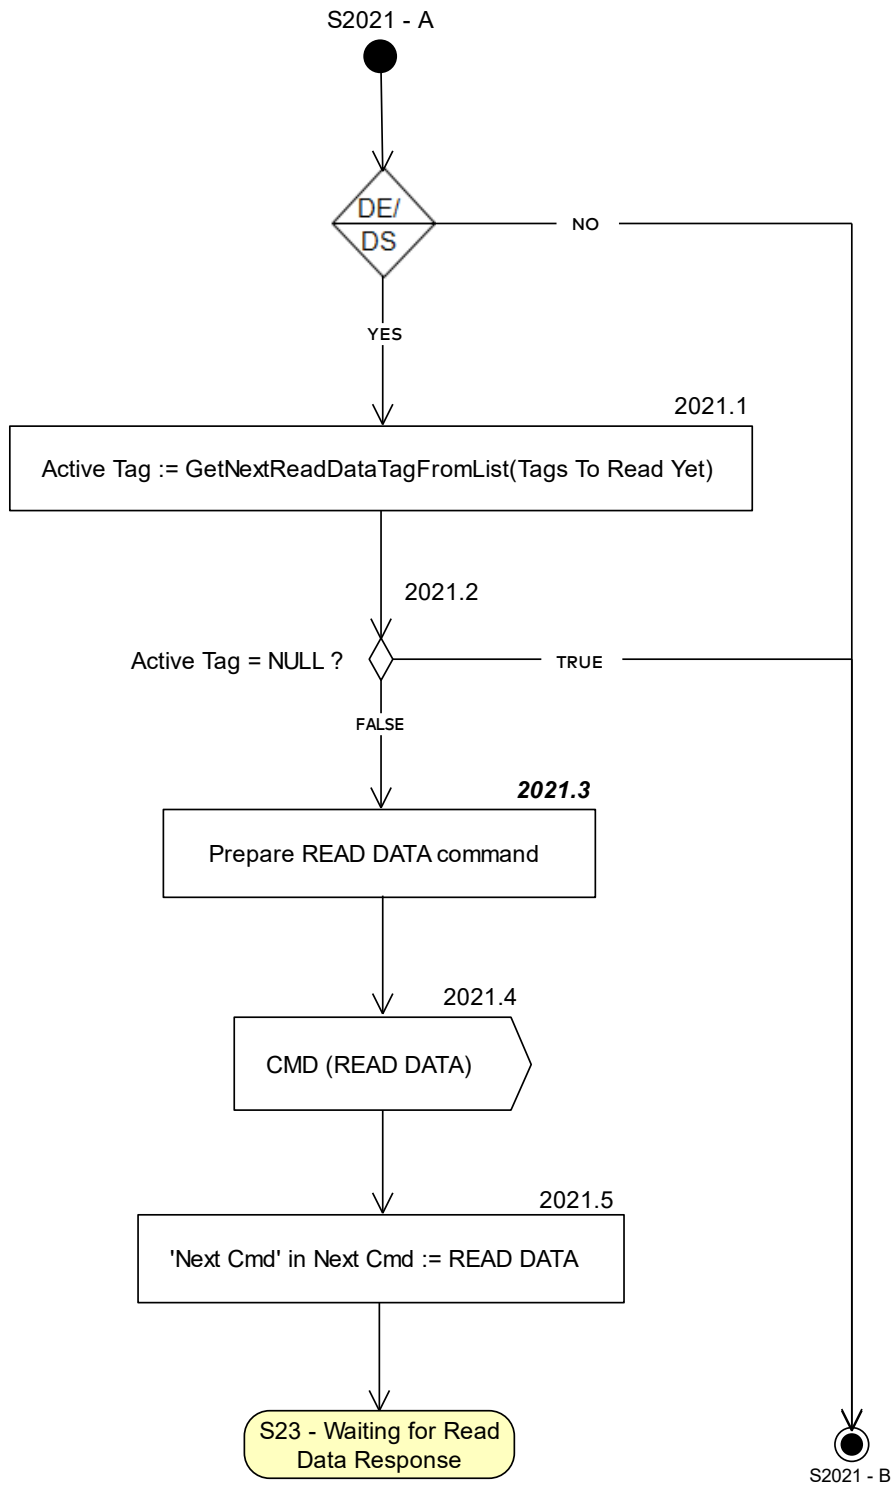 S2021 - A
DE/
DS
NO
YES
2021.1
Active Tag := GetNextReadDataTagFromList(Tags To Read Yet)
2021.2
Active Tag = NULL ?
TRUE
FALSE
2021.3
Prepare READ DATA command
2021.4
CMD (READ DATA)
2021.5
'Next Cmd' in Next Cmd := READ DATA
S23 - Waiting for Read
Data Response
S2021 - B